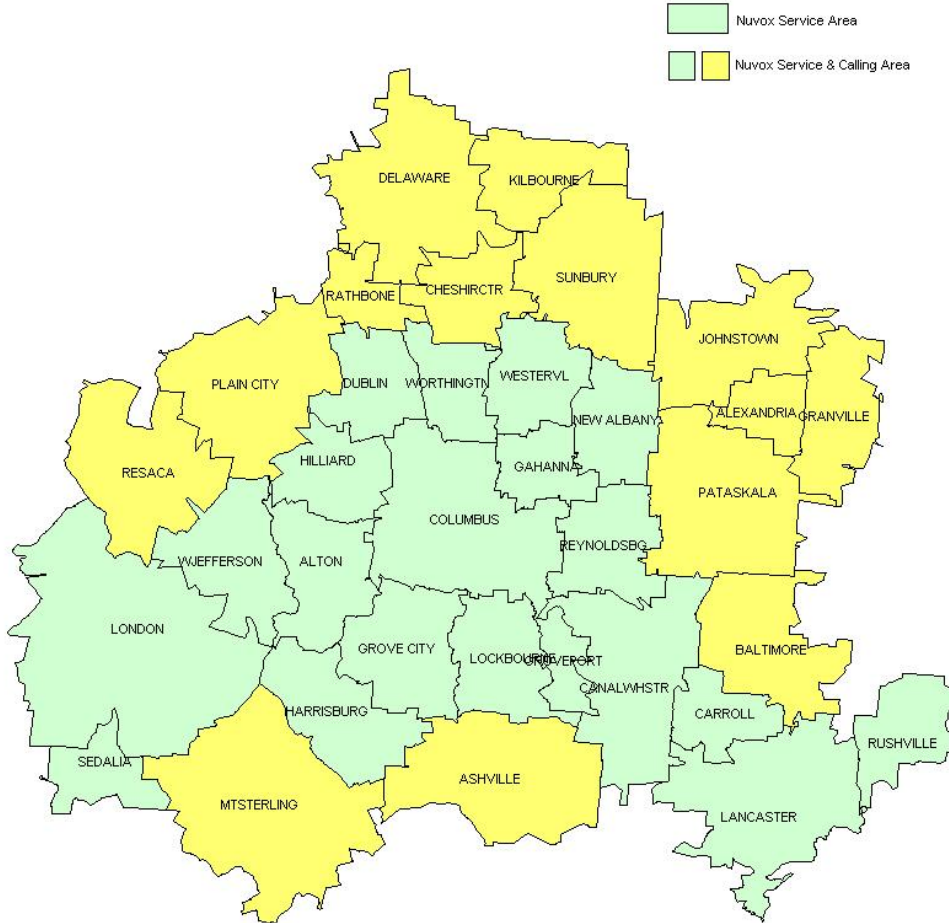 Nuvox Service Area
Nuvox Service & Calling Area
DELAWARE
KILBOURNE
SUNBURY
RATHBONE
CHESHIRCTR
JOHNSTOWN
PLAIN CITY
DUBLIN
WORTHINGTN
WESTERVL
ALEXANDRIA
GRANVILLE
NEW ALBANY
HILLIARD
GAHANNA
RESACA
PATASKALA
COLUMBUS
REYNOLDSBG
WJEFFERSON
ALTON
LONDON
GROVE CITY
LOCKBOURNE
GROVEPORT
BALTIMORE
CANALWHSTR
HARRISBURG
CARROLL
RUSHVILLE
SEDALIA
ASHVILLE
MTSTERLING
LANCASTER